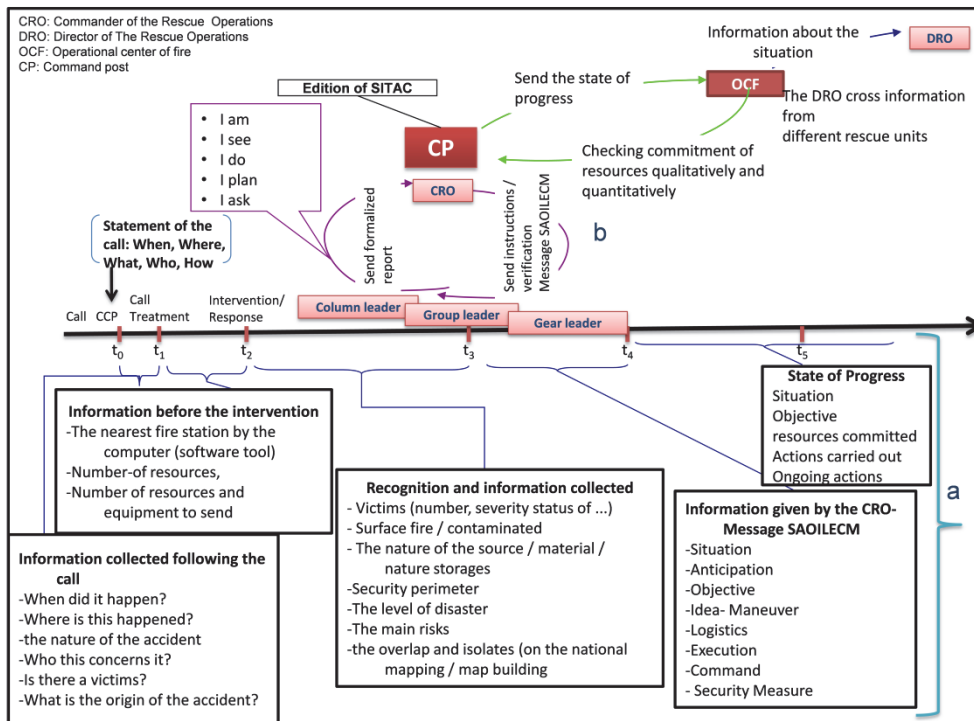 CRO: Commander of the Rescue  Operations
DRO: Director of The Rescue Operations
OCF: Operational center of fire
CP: Command post
Information about the
situation
DRO
Edition of SITAC
Send the state of
progress
OCF
The DRO cross information
from
different rescue units
• I am
• I see
• I do
• I plan
• I ask
CP
Checking commitment of
resources qualitatively and
quantitatively
CRO
Statement of the
call: When, Where,
What, Who, How
Send formalized
report
Send instructions /
verification
Message SAOILECM
b
Call
CCP
Call
Treatment
Intervention/
Response
Column leader
Group leader
Gear leader
t0
t1
t2
t3
t4
t5
Information before the intervention
-The nearest fire station by the
computer (software tool)
-Number-of resources,
-Number of resources and
equipment to send
State of Progress
Situation
Objective
resources committed
Actions carried out
Ongoing actions
a
Recognition and information collected
- Victims (number, severity status of ...)
- Surface fire / contaminated
- The nature of the source / material /
nature storages
-Security perimeter
-The level of disaster
-The main risks
-the overlap and isolates (on the national
mapping / map building
Information given by the CRO-
Message SAOILECM
-Situation
-Anticipation
-Objective
-Idea- Maneuver
-Logistics
-Execution
-Command
- Security Measure
Information collected following the
call
-When did it happen?
-Where is this happened?
-the nature of the accident
-Who this concerns it?
-Is there a victims?
-What is the origin of the accident?